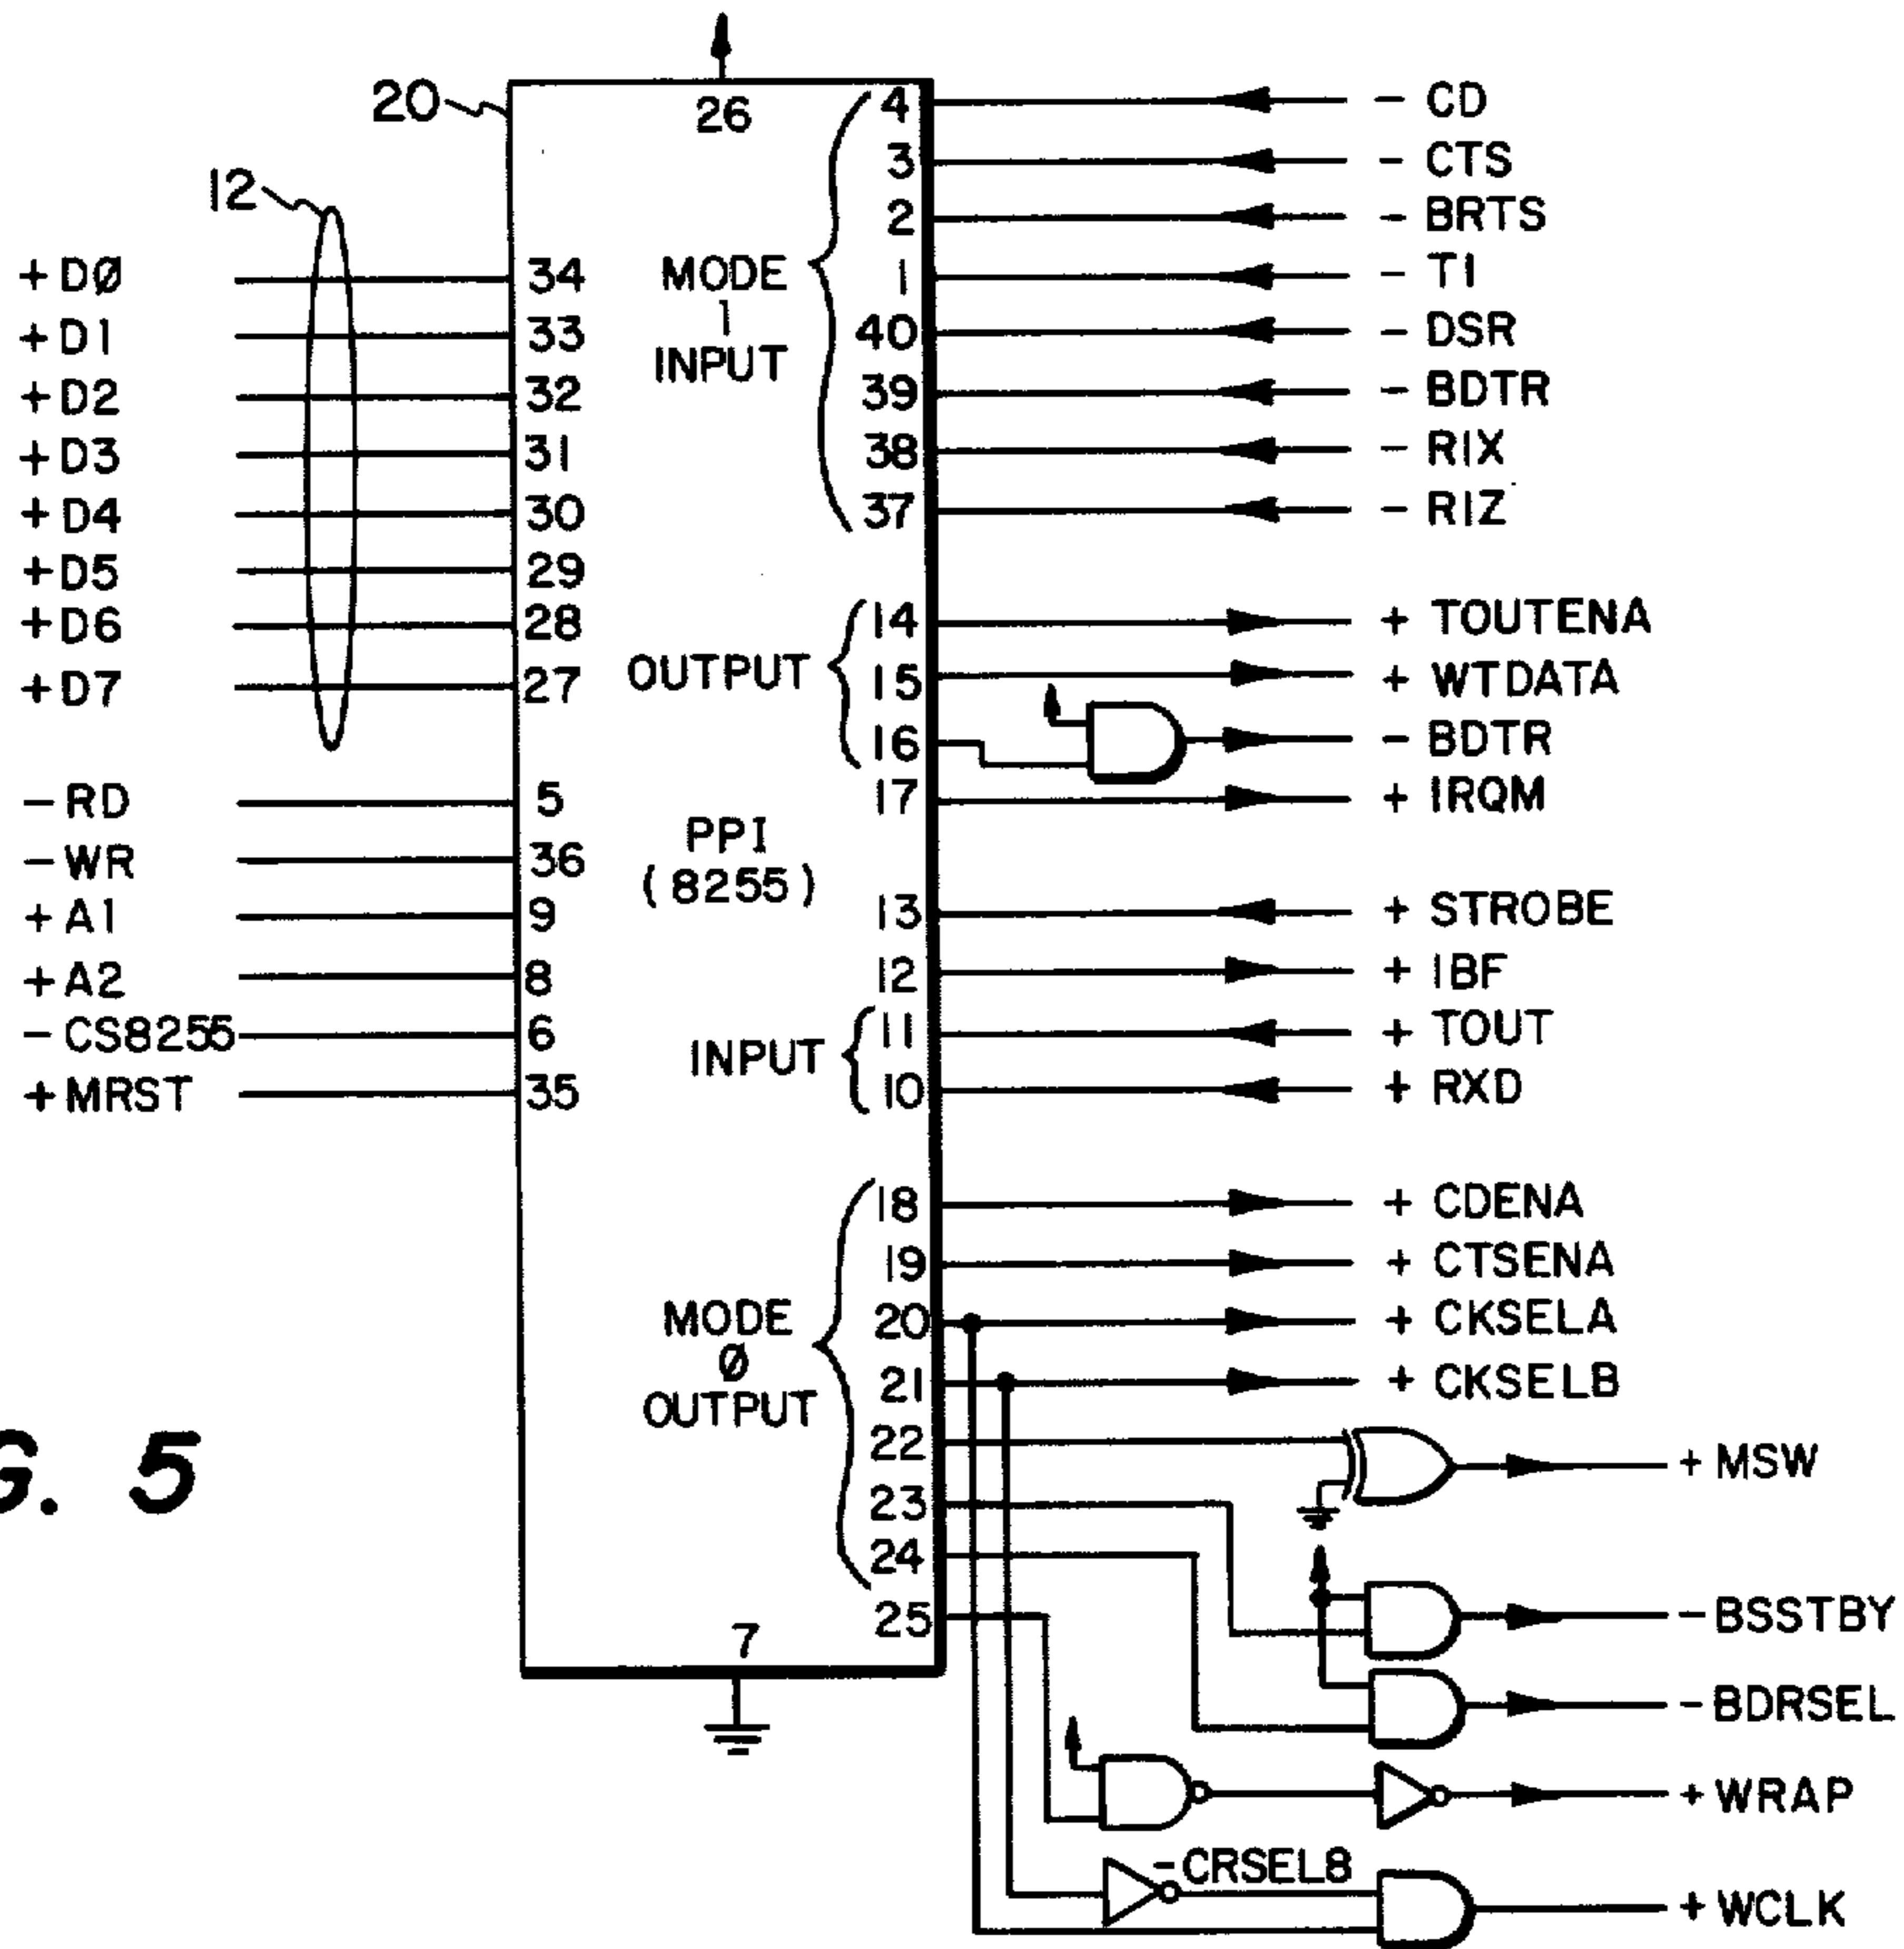 20
26
12
+DØ
+D1
+D2
+D3
+D4
+D5
+D6
+D7
-RD
-WR
+A1
+A2
-CS8255
+MRST
34
33
32
31
30
29
28
27
5
36
9
8
6
35
MODE
1
INPUT
OUTPUT
PPI
(8255)
INPUT
MODE
Ø
OUTPUT
7
4 - CD
3 - CTS
2 - BRTS
1 - T1
40 - DSR
39 - BDTR
38 - RIX
37 - RIZ
14 + TOUTENA
15 + WTDATA
16 - BDTR
17 + IRQM
13 + STROBE
12 + IBF
11 + TOUT
10 + RXD
18 + CDENA
19 + CTSENA
20 + CKSELA
21 + CKSELB
22 + MSW
23
24
25
-BSSTBY
-BDRSEL
+WRAP
-CRSEL8
+WCLK
G. 5